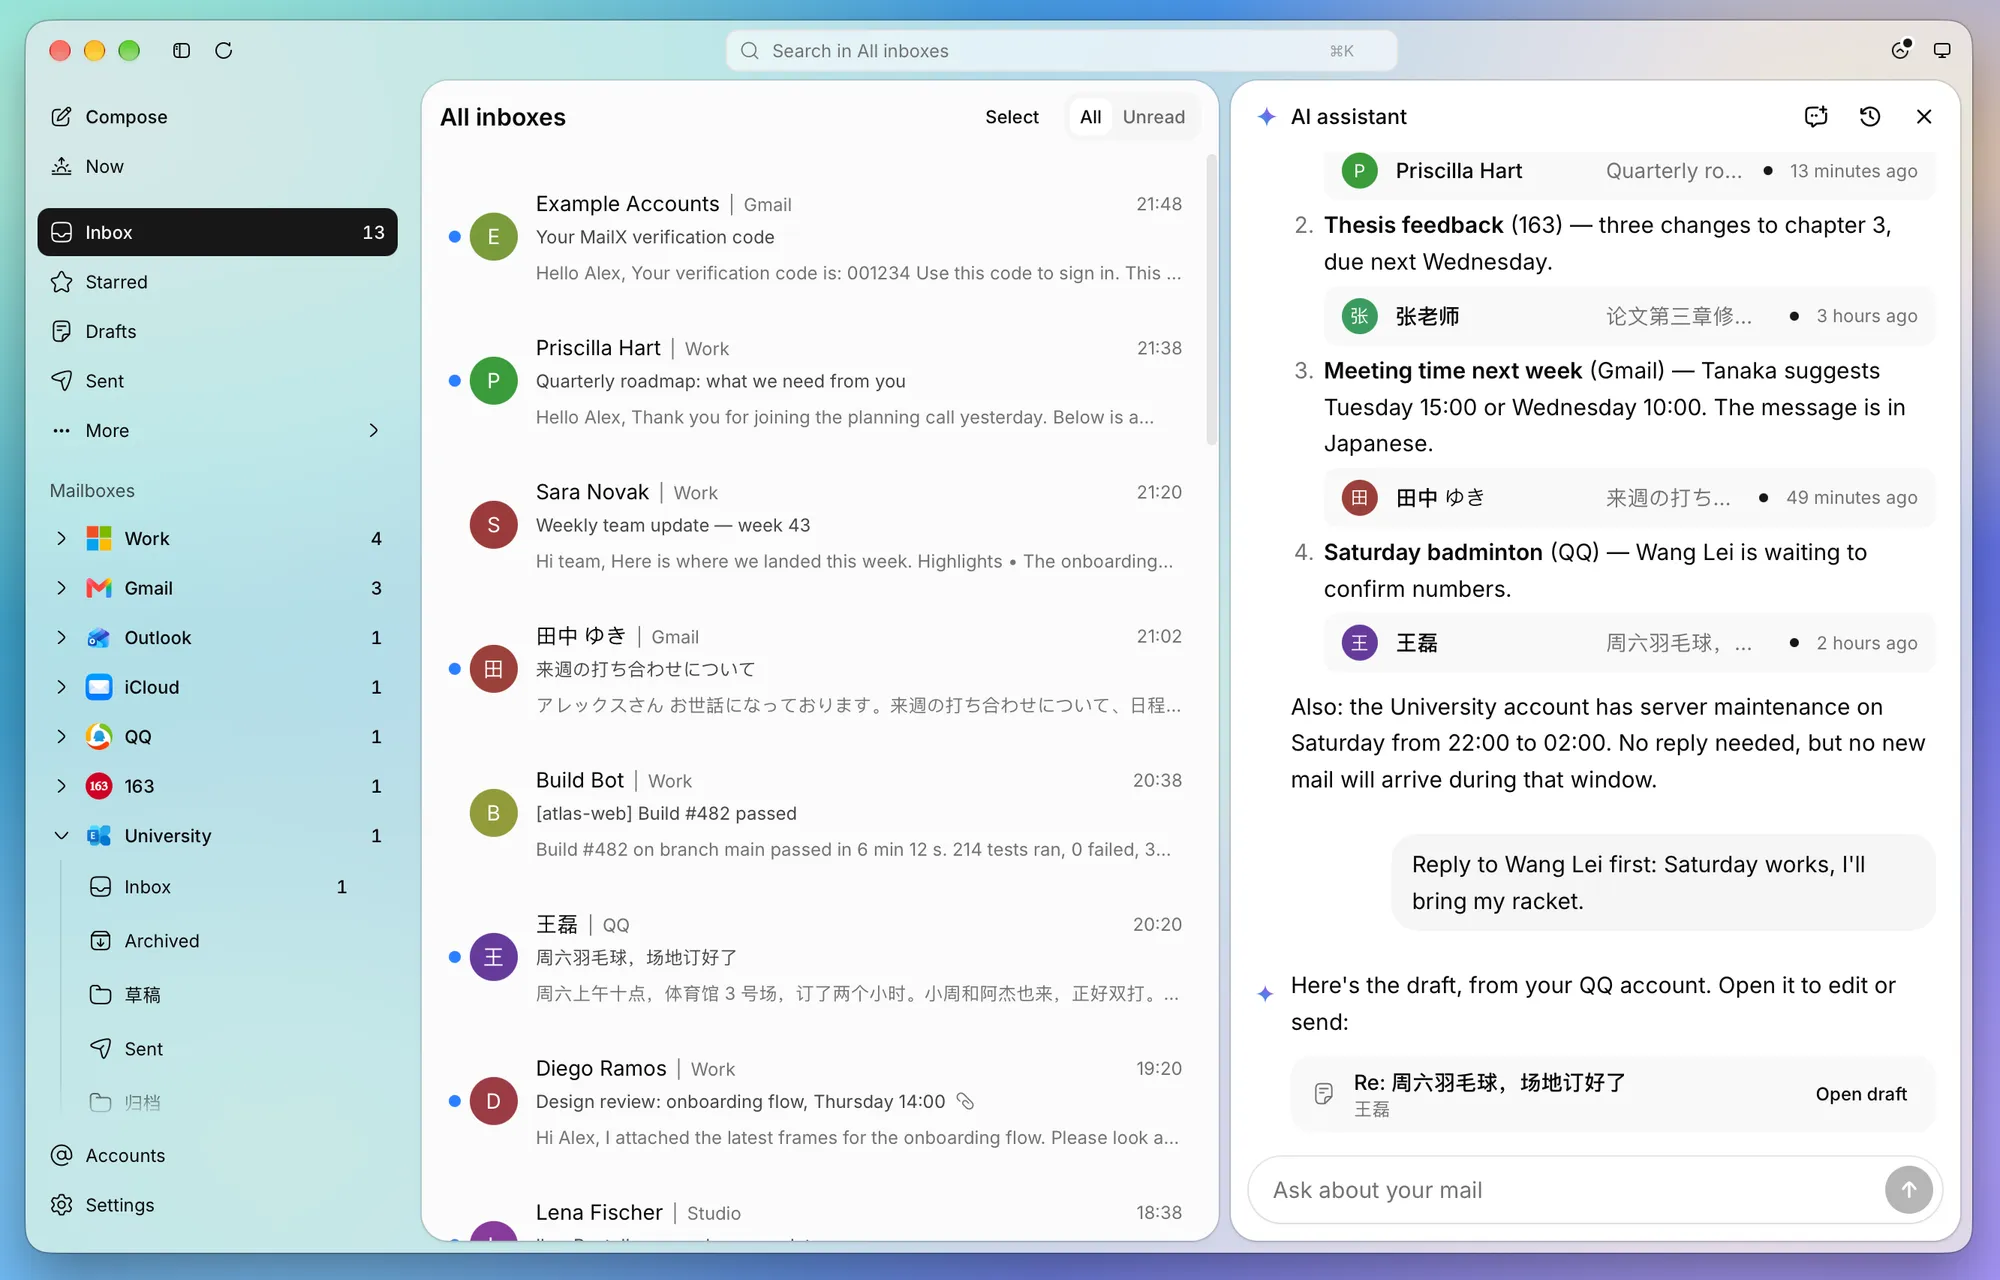 Search in All inboxes
⌘K
Compose
Now
Inbox 13
Starred
Drafts
Sent
More
Mailboxes
Work 4
Gmail 3
Outlook 1
iCloud 1
QQ 1
163 163 1
E University 1
Inbox 1
Archived
草稿
Sent
归档
Accounts
Settings
All inboxes
Select
All
Unread
E
Example Accounts | Gmail 21:48
Your MailX verification code
Hello Alex, Your verification code is: 001234 Use this code to sign in. This ...
P
Priscilla Hart | Work 21:38
Quarterly roadmap: what we need from you
Hello Alex, Thank you for joining the planning call yesterday. Below is a...
S
Sara Novak | Work 21:20
Weekly team update — week 43
Hi team, Here is where we landed this week. Highlights • The onboarding...
田
田中 ゆき | Gmail 21:02
来週の打ち合わせについて
アレックスさん お世話になっております。来週の打ち合わせについて、日程...
B
Build Bot | Work 20:38
[atlas-web] Build #482 passed
Build #482 on branch main passed in 6 min 12 s. 214 tests ran, 0 failed, 3...
王
王磊 | QQ 20:20
周六羽毛球，场地订好了
周六上午十点，体育馆 3 号场，订了两个小时。小周和阿杰也来，正好双打。...
D
Diego Ramos | Work 19:20
Design review: onboarding flow, Thursday 14:00
Hi Alex, I attached the latest frames for the onboarding flow. Please look a...
Lena Fischer | Studio 18:38
AI assistant
P Priscilla Hart Quarterly ro... • 13 minutes ago
2. Thesis feedback (163) — three changes to chapter 3,
due next Wednesday.
张 张老师 论文第三章修... • 3 hours ago
3. Meeting time next week (Gmail) — Tanaka suggests
Tuesday 15:00 or Wednesday 10:00. The message is in
Japanese.
田 田中 ゆき 来週の打ち... • 49 minutes ago
4. Saturday badminton (QQ) — Wang Lei is waiting to
confirm numbers.
王 王磊 周六羽毛球，... • 2 hours ago
Also: the University account has server maintenance on
Saturday from 22:00 to 02:00. No reply needed, but no new
mail will arrive during that window.
Reply to Wang Lei first: Saturday works, I'll
bring my racket.
Here's the draft, from your QQ account. Open it to edit or
send:
Re: 周六羽毛球，场地订好了
王磊
Open draft
Ask about your mail